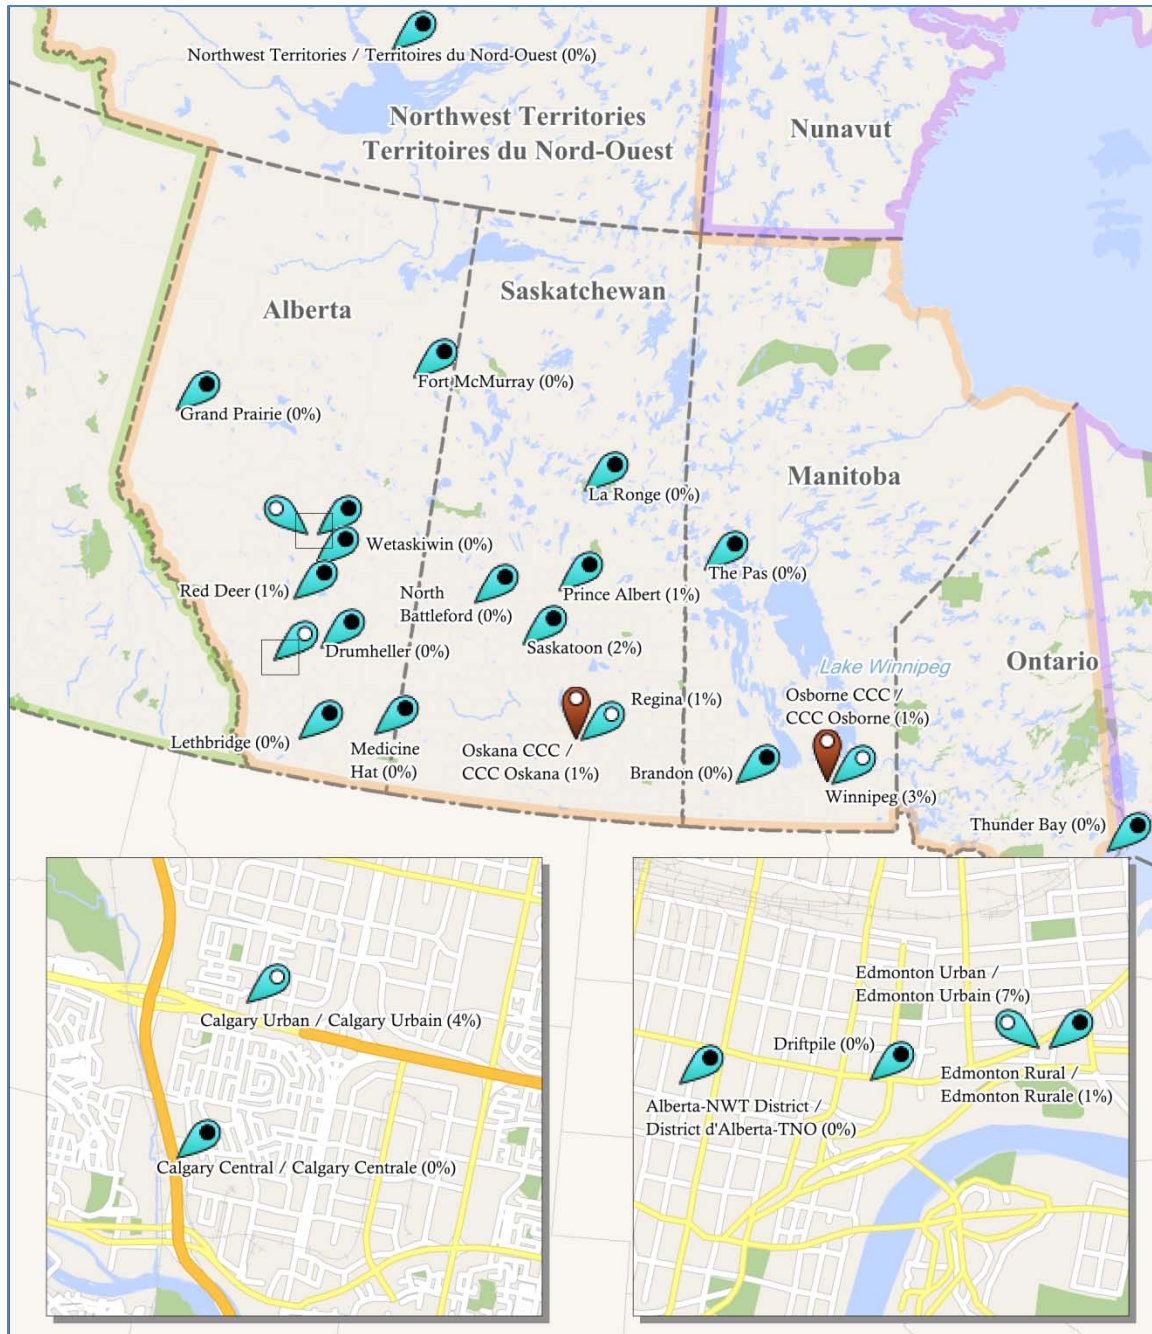 Northwest Territories / Territoires du Nord-Ouest (0%)
Northwest Territories
Territoires du Nord-Ouest
Nunavut
Alberta
Saskatchewan
Fort McMurray (0%)
Grand Prairie (0%)
Manitoba
La Ronge (0%)
Wetaskiwin (0%)
The Pas (0%)
Red Deer (1%)
North
Battleford
(0%)
Prince Albert (1%)
Drumheller (0%)
Saskatoon (2%)
Lake Winnipeg
Ontario
Regina (1%)
Osborne CCC /
CCC Osborne (1%)
Lethbridge (0%)
Medicine
Hat (0%)
Oskana CCC /
CCC Oskana (1%)
Brandon (0%)
Winnipeg (3%)
Thunder Bay (0%)
Calgary Urban / Calgary Urbain (4%)
Calgary Central / Calgary Centrale (0%)
Edmonton Urban /
Edmonton Urbain (7%)
Driftpile (0%)
Edmonton Rural /
Edmonton Rurale (1%)
Alberta-NWT District /
District d'Alberta-TNO (0%)